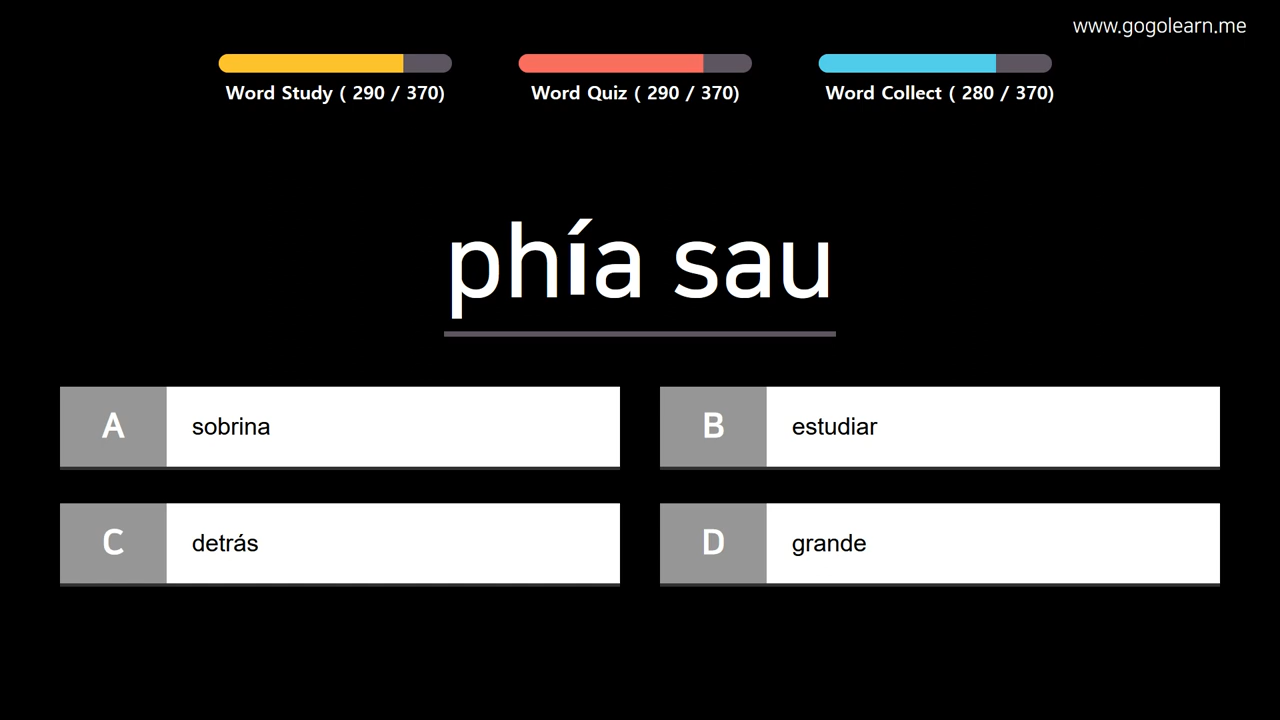 www.gogolearn.me
Word Study ( 290 / 370)
Word Quiz ( 290 / 370)
Word Collect ( 280 / 370)
phía sau
A sobrina
B estudiar
C detrás
D grande